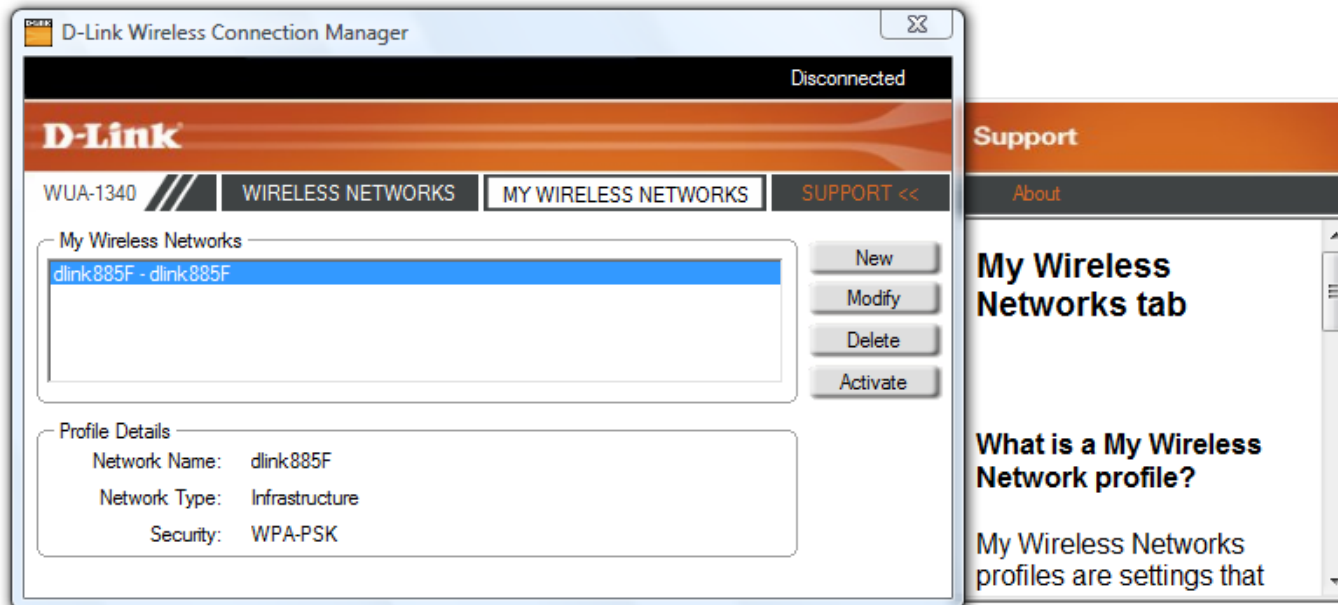 D-Link Wireless Connection Manager
Disconnected
D-Link
WUA-1340
WIRELESS NETWORKS
MY WIRELESS NETWORKS
SUPPORT <<
My Wireless Networks
dlink885F - dlink885F
New
Modify
Delete
Activate
Profile Details
Network Name: dlink885F
Network Type: Infrastructure
Security: WPA-PSK
Support
About
My Wireless
Networks tab
What is a My Wireless
Network profile?
My Wireless Networks
profiles are settings that